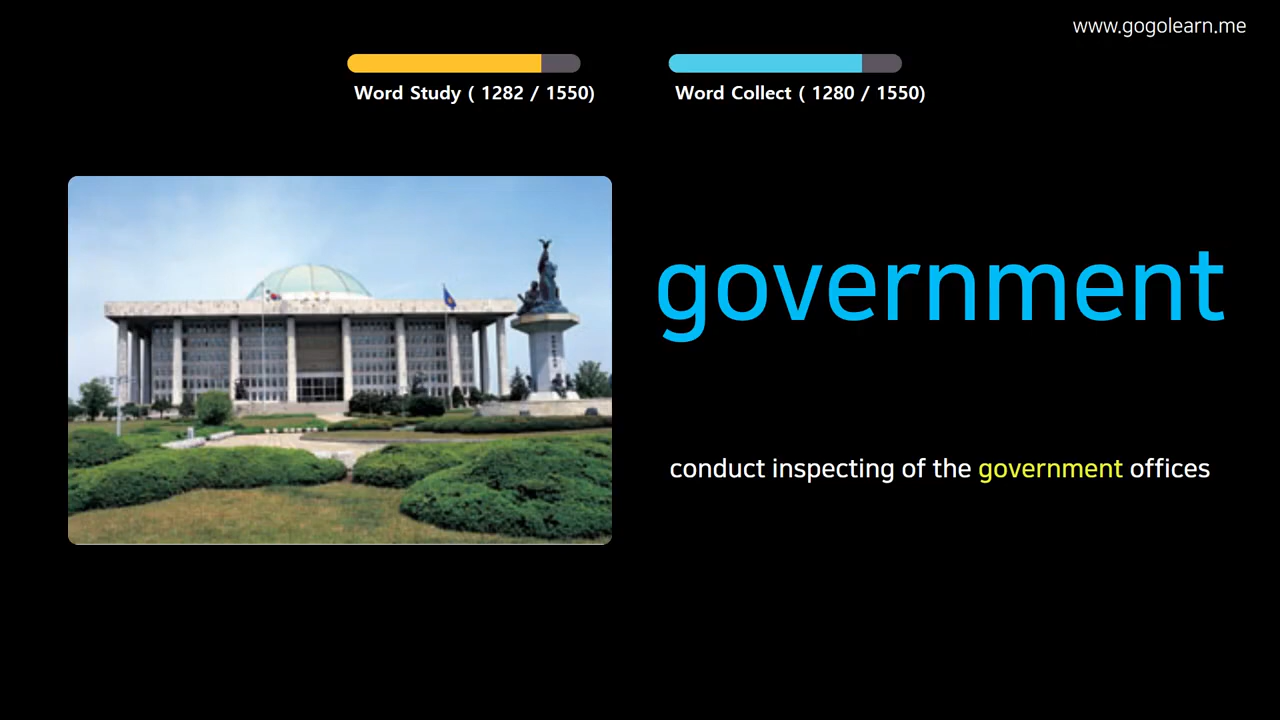 www.gogolearn.me
Word Study ( 1282 / 1550)
Word Collect ( 1280 / 1550)
government
conduct inspecting of the government offices